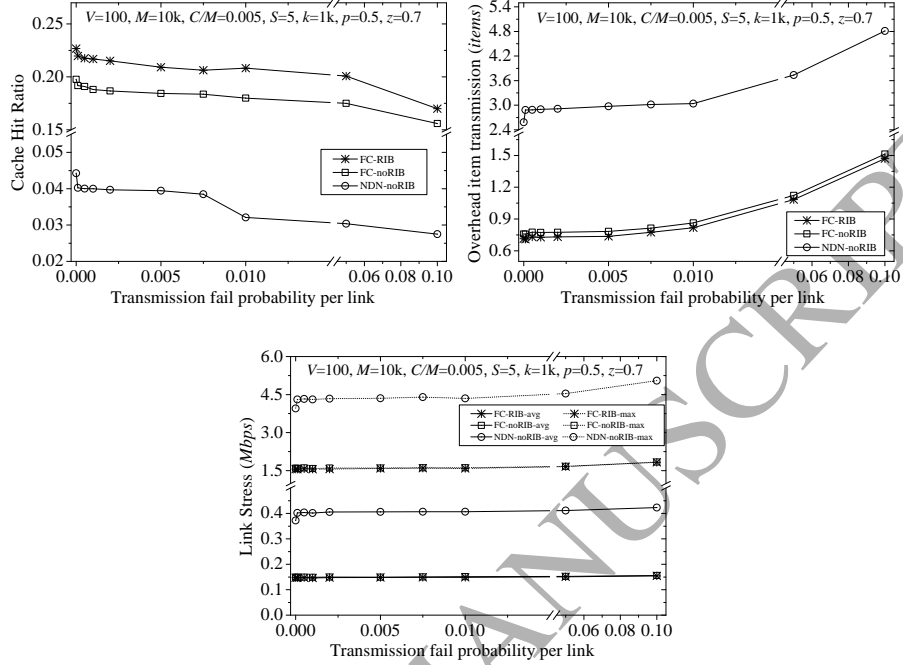 V=100, M=10k, C/M=0.005, S=5, k=1k, p=0.5, z=0.7
Cache Hit Ratio
0.25
0.20
0.15
0.05
0.04
0.03
0.02
FC-RIB
FC-noRIB
NDN-noRIB
0.000 0.005 0.010 0.04 0.06 0.08 0.10
Transmission fail probability per link
V=100, M=10k, C/M=0.005, S=5, k=1k, p=0.5, z=0.7
Overhead item transmission (items)
5.4
4.8
4.2
3.6
3.0
2.4
1.5
1.2
0.9
0.6
FC-RIB
FC-noRIB
NDN-noRIB
0.000 0.005 0.010 0.04 0.06 0.08 0.10
Transmission fail probability per link
V=100, M=10k, C/M=0.005, S=5, k=1k, p=0.5, z=0.7
Link Stress (Mbps)
6.0
4.5
3.0
1.5
0.4
0.3
0.2
0.1
0.0
FC-RIB-avg FC-RIB-max
FC-noRIB-avg FC-noRIB-max
NDN-noRIB-avg NDN-noRIB-max
0.000 0.005 0.010 0.04 0.06 0.08 0.10
Transmission fail probability per link
MANUSCRIPT